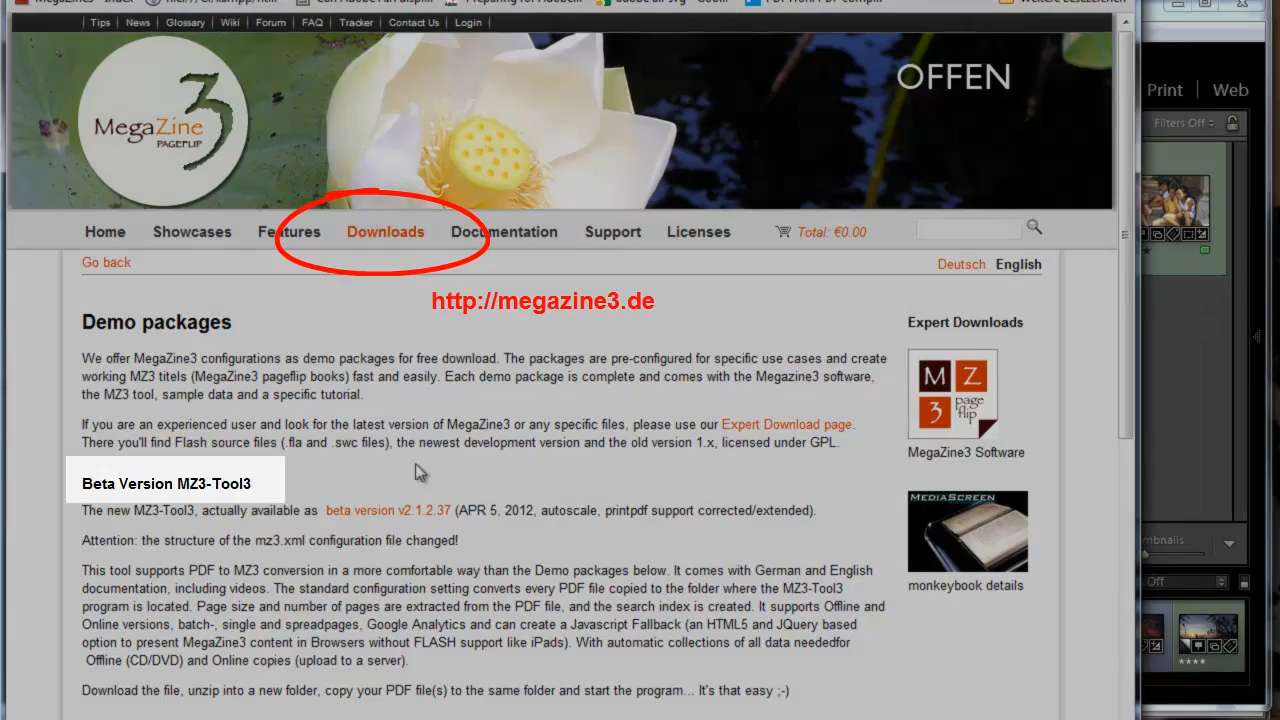 Tips | News | Glossary | Wiki | Forum | FAQ | Tracker | Contact Us | Login |
OFFEN
MegaZine 3
PAGEFLIP
Print | Web
Filters Off
Home Showcases Features Downloads Documentation Support Licenses Total: €0.00
Go back
Deutsch English
http://megazine3.de
Demo packages
Expert Downloads
We offer MegaZine3 configurations as demo packages for free download. The packages are pre-configured for specific use cases and create
working MZ3 titels (MegaZine3 pageflip books) fast and easily. Each demo package is complete and comes with the Megazine3 software,
the MZ3 tool, sample data and a specific tutorial.
M Z
3 page
flip
If you are an experienced user and look for the latest version of MegaZine3 or any specific files, please use our Expert Download page.
There you'll find Flash source files (.fla and .swc files), the newest development version and the old version 1.x, licensed under GPL.
MegaZine3 Software
Beta Version MZ3-Tool3
MEDIASCREEN
The new MZ3-Tool3, actually available as beta version v2.1.2.37 (APR 5, 2012, autoscale, printpdf support corrected/extended).
Attention: the structure of the mz3.xml configuration file changed!
mbnails
This tool supports PDF to MZ3 conversion in a more comfortable way than the Demo packages below. It comes with German and English
documentation, including videos. The standard configuration setting converts every PDF file copied to the folder where the MZ3-Tool3
monkeybook details
Off
program is located. Page size and number of pages are extracted from the PDF file, and the search index is created. It supports Offline and
Online versions, batch-, single and spreadpages, Google Analytics and can create a Javascript Fallback (an HTML5 and JQuery based
option to present MegaZine3 content in Browsers without FLASH support like iPads). With automatic collections of all data neededfor
Offline (CD/DVD) and Online copies (upload to a server).
Download the file, unzip into a new folder, copy your PDF file(s) to the same folder and start the program... It's that easy ;-)